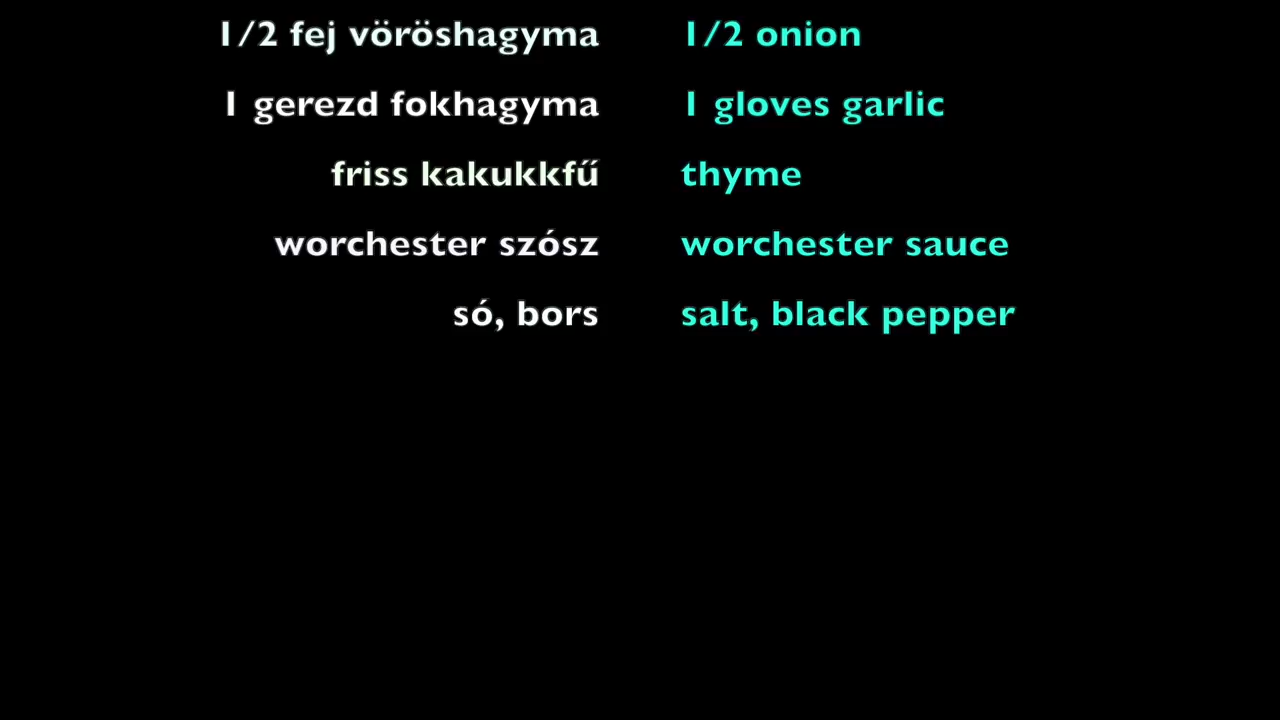 1/2 fej vöröshagyma 1/2 onion
1 gerezd fokhagyma 1 gloves garlic
friss kakukkfű thyme
worchester szósz worchester sauce
só, bors salt, black pepper